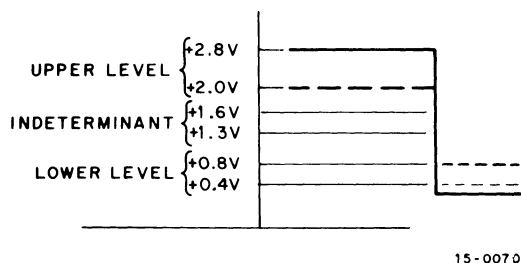 +2.8V
UPPER LEVEL
+2.0V
+1.6V
INDETERMINANT
+1.3V
+0.8V
LOWER LEVEL
+0.4V
15-0070